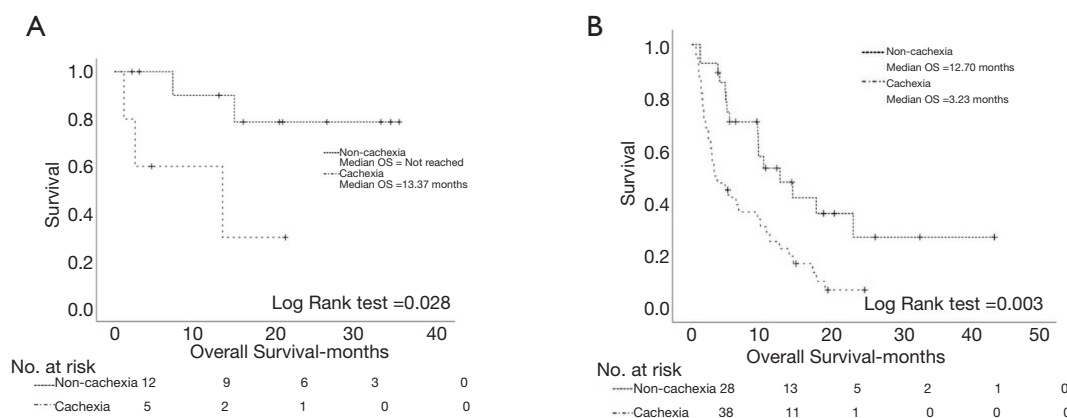 A
1.0
0.8
0.6
0.4
0.2
0.0
Survival
Non-cachexia
Median OS = Not reached
Cachexia
Median OS =13.37 months
Log Rank test =0.028
0 10 20 30 40
Overall Survival-months
No. at risk
Non-cachexia 12 9 6 3 0
Cachexia 5 2 1 0 0
B
1.0
0.8
0.6
0.4
0.2
0.0
Survival
Non-cachexia
Median OS =12.70 months
Cachexia
Median OS =3.23 months
Log Rank test =0.003
0 10 20 30 40 50
Overall Survival-months
No. at risk
Non-cachexia 28 13 5 2 1 0
Cachexia 38 11 1 0 0 0